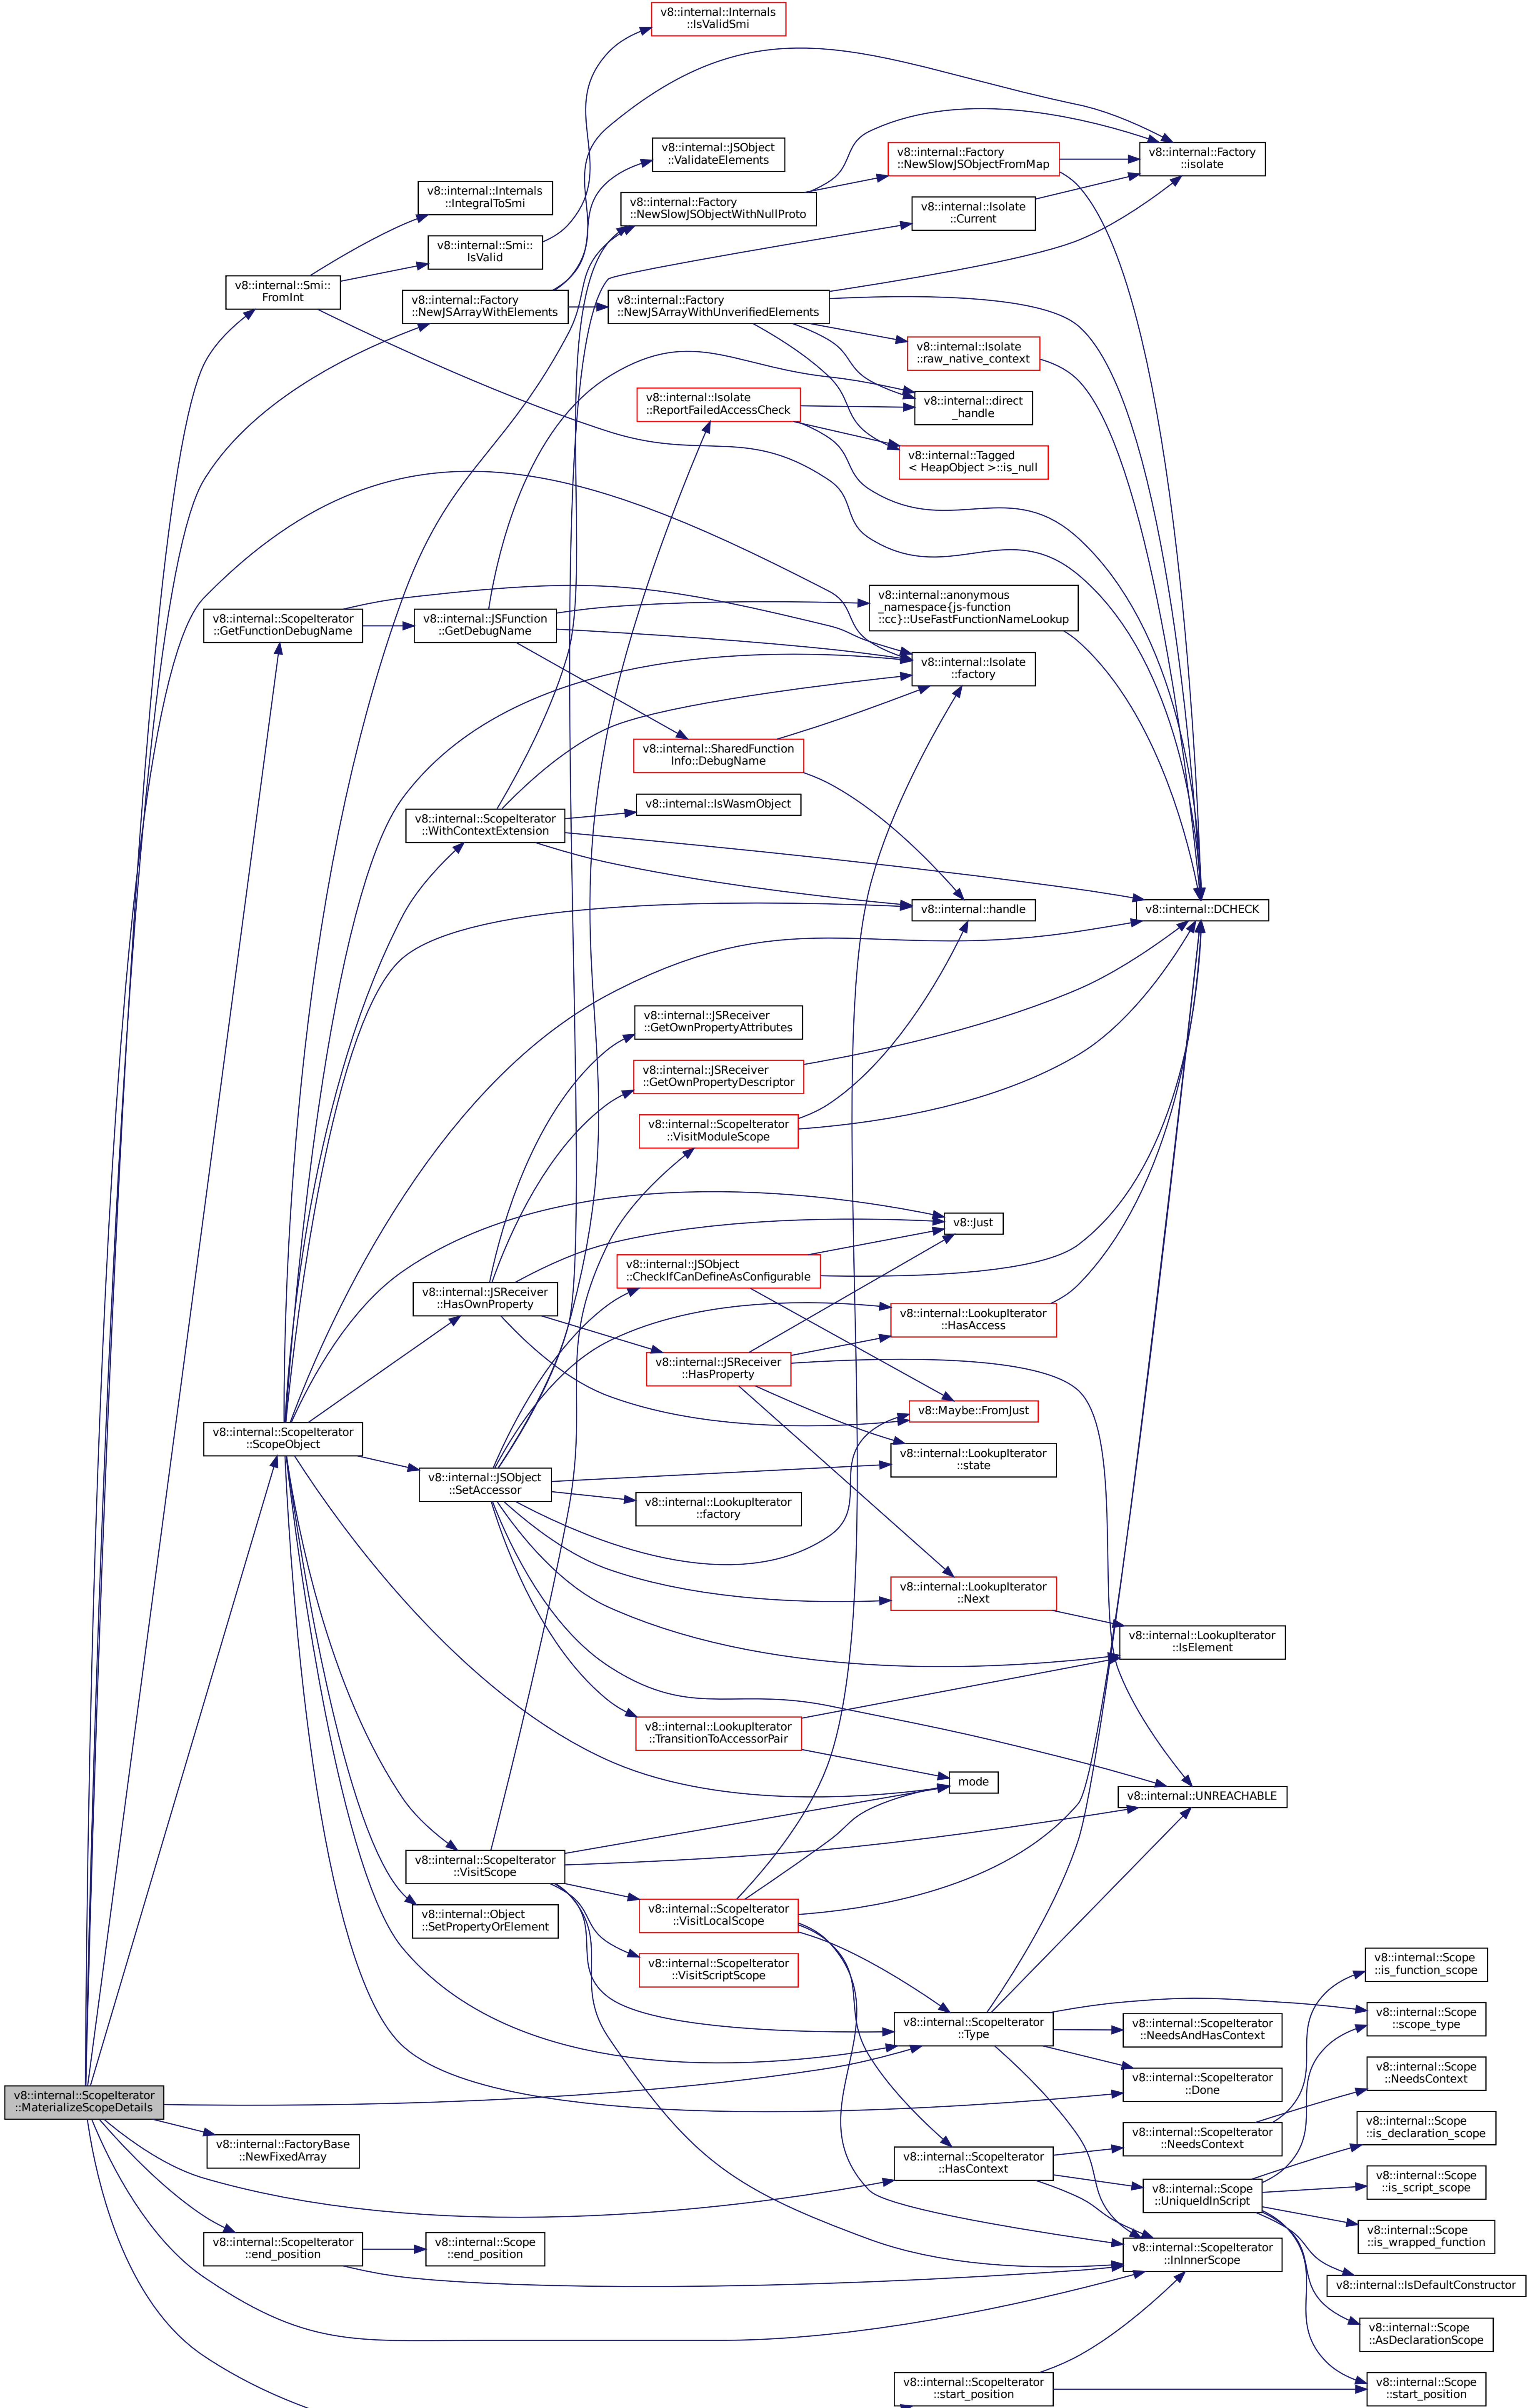 v8::internal::Internals
::IsValidSmi
v8::internal::JSObject
::ValidateElements
v8::internal::Factory
::NewSlowJSObjectFromMap
v8::internal::Factory
::isolate
v8::internal::Internals
::IntegralToSmi
v8::internal::Factory
::NewSlowJSObjectWithNullProto
v8::internal::Isolate
::Current
v8::internal::Smi::
IsValid
v8::internal::Smi::
FromInt
v8::internal::Factory
::NewJSArrayWithElements
v8::internal::Factory
::NewJSArrayWithUnverifiedElements
v8::internal::Isolate
::raw_native_context
v8::internal::Isolate
::ReportFailedAccessCheck
v8::internal::direct
_handle
v8::internal::Tagged
< HeapObject >::is_null
v8::internal::anonymous
_namespace{js-function
::cc}::UseFastFunctionNameLookup
v8::internal::ScopeIterator
::GetFunctionDebugName
v8::internal::JSFunction
::GetDebugName
v8::internal::Isolate
::factory
v8::internal::SharedFunction
Info::DebugName
v8::internal::IsWasmObject
v8::internal::ScopeIterator
::WithContextExtension
v8::internal::handle
v8::internal::DCHECK
v8::internal::JSReceiver
::GetOwnPropertyAttributes
v8::internal::JSReceiver
::GetOwnPropertyDescriptor
v8::internal::ScopeIterator
::VisitModuleScope
v8::Just
v8::internal::JSObject
::CheckIfCanDefineAsConfigurable
v8::internal::JSReceiver
::HasOwnProperty
v8::internal::LookupIterator
::HasAccess
v8::internal::JSReceiver
::HasProperty
v8::Maybe::FromJust
v8::internal::ScopeIterator
::ScopeObject
v8::internal::LookupIterator
::state
v8::internal::JSObject
::SetAccessor
v8::internal::LookupIterator
::factory
v8::internal::LookupIterator
::Next
v8::internal::LookupIterator
::IsElement
v8::internal::LookupIterator
::TransitionToAccessorPair
mode
v8::internal::UNREACHABLE
v8::internal::ScopeIterator
::VisitScope
v8::internal::Object
::SetPropertyOrElement
v8::internal::ScopeIterator
::VisitLocalScope
v8::internal::ScopeIterator
::VisitScriptScope
v8::internal::Scope
::is_function_scope
v8::internal::ScopeIterator
::Type
v8::internal::ScopeIterator
::NeedsAndHasContext
v8::internal::Scope
::scope_type
v8::internal::ScopeIterator
::MaterializeScopeDetails
v8::internal::ScopeIterator
::Done
v8::internal::Scope
::NeedsContext
v8::internal::FactoryBase
::NewFixedArray
v8::internal::ScopeIterator
::NeedsContext
v8::internal::Scope
::is_declaration_scope
v8::internal::ScopeIterator
::HasContext
v8::internal::Scope
::UniqueIdInScript
v8::internal::Scope
::is_script_scope
v8::internal::Scope
::is_wrapped_function
v8::internal::ScopeIterator
::end_position
v8::internal::Scope
::end_position
v8::internal::ScopeIterator
::InInnerScope
v8::internal::IsDefaultConstructor
v8::internal::Scope
::AsDeclarationScope
v8::internal::ScopeIterator
::start_position
v8::internal::Scope
::start_position